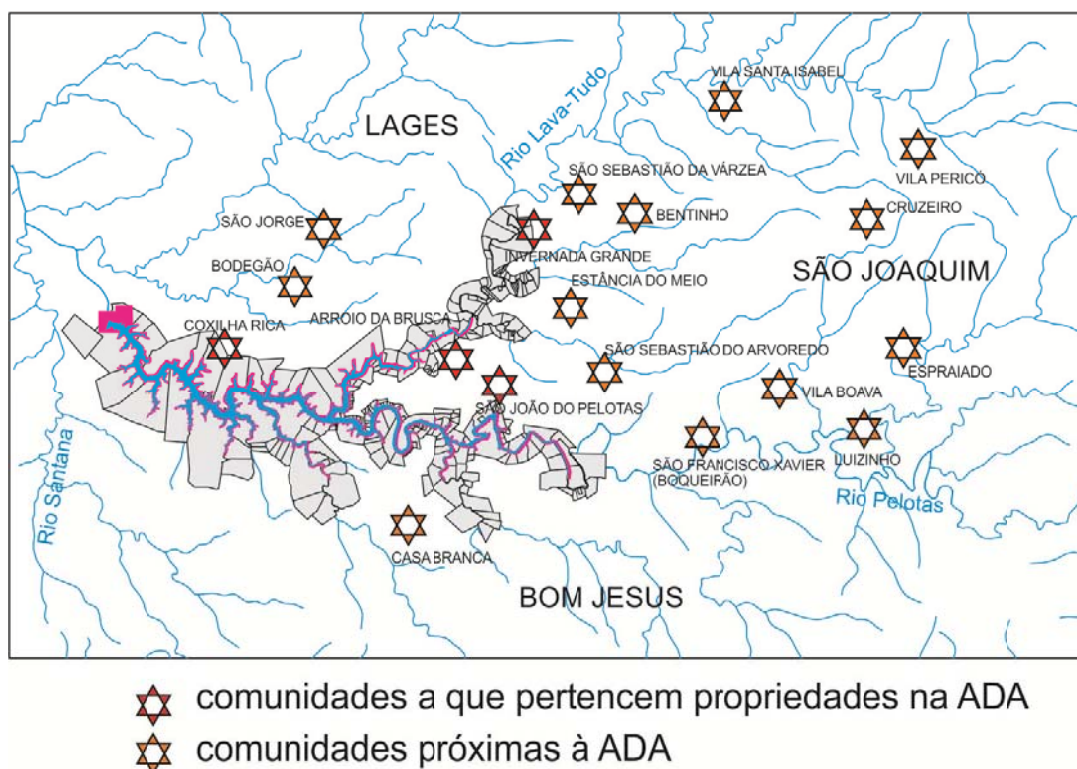 VILA SANTA ISABEL
LAGES
Rio Lava-Tudo
VILA PERICÓ
SÃO SEBASTIÃO DA VÁRZEA
CRUZEIRO
BENTINHO
SÃO JORGE
INVERNADA GRANDE
BODEGÃO
SÃO JOAQUIM
ESTÂNCIA DO MEIO
ARROIO DA BRUSCA
COXILHA RICA
SÃO SEBASTIÃO DO ARVOREDO
ESPRAIADO
VILA BOAVA
SÃO JOÃO DO PELOTAS
LUIZINHO
SÃO FRANCISCO XAVIER
(BOQUEIRÃO)
Rio Pelotas
Rio Santana
CASA BRANCA
BOM JESUS
comunidades a que pertencem propriedades na ADA
comunidades próximas à ADA